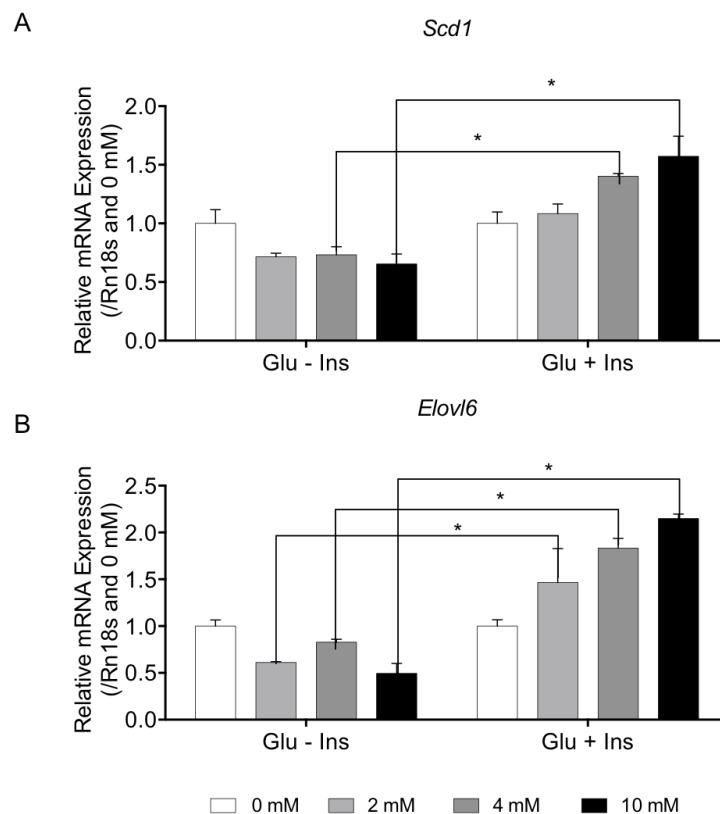 A
Scd1
Relative mRNA Expression
(/Rn18s and 0 mM)
2.0
1.5
1.0
0.5
0.0
*
*
Glu - Ins
Glu + Ins
B
Elovl6
Relative mRNA Expression
(/Rn18s and 0 mM)
2.5
2.0
1.5
1.0
0.5
0.0
*
*
*
Glu - Ins
Glu + Ins
0 mM
2 mM
4 mM
10 mM